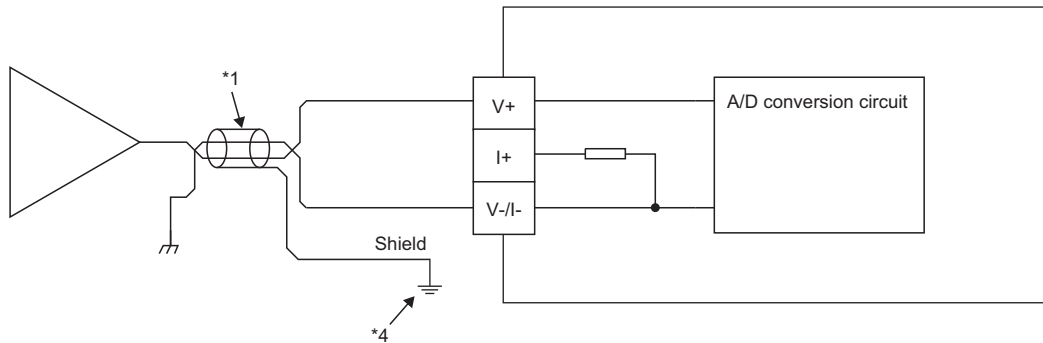 *1
V+
A/D conversion circuit
I+
V-/I-
Shield
*4